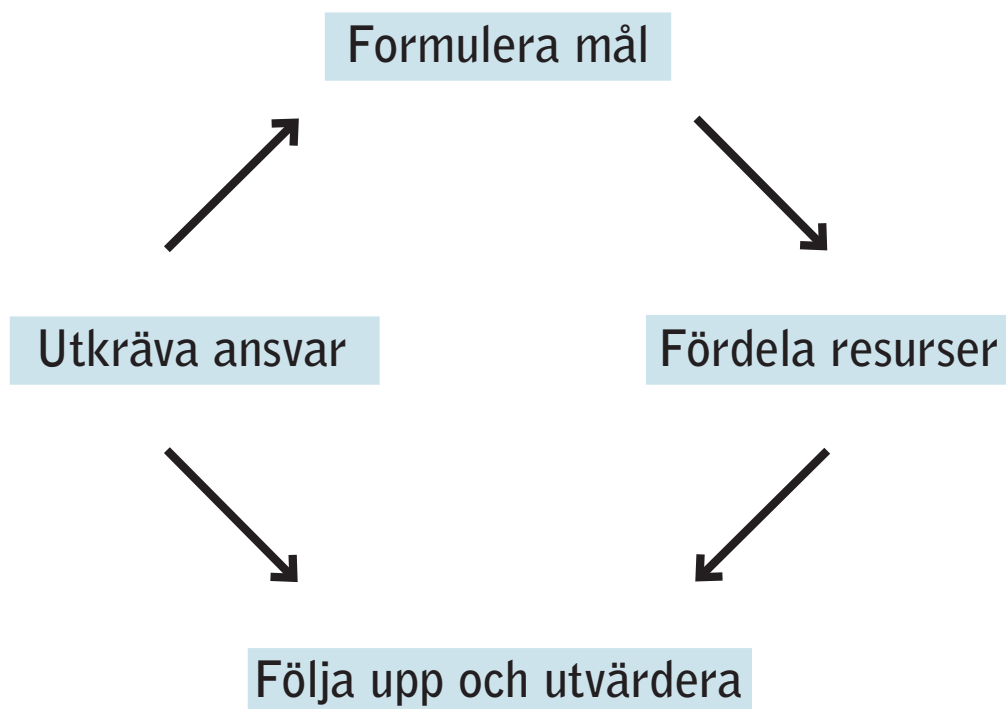 Formulera mål
Utkräva ansvar
Fördela resurser
Följa upp och utvärdera